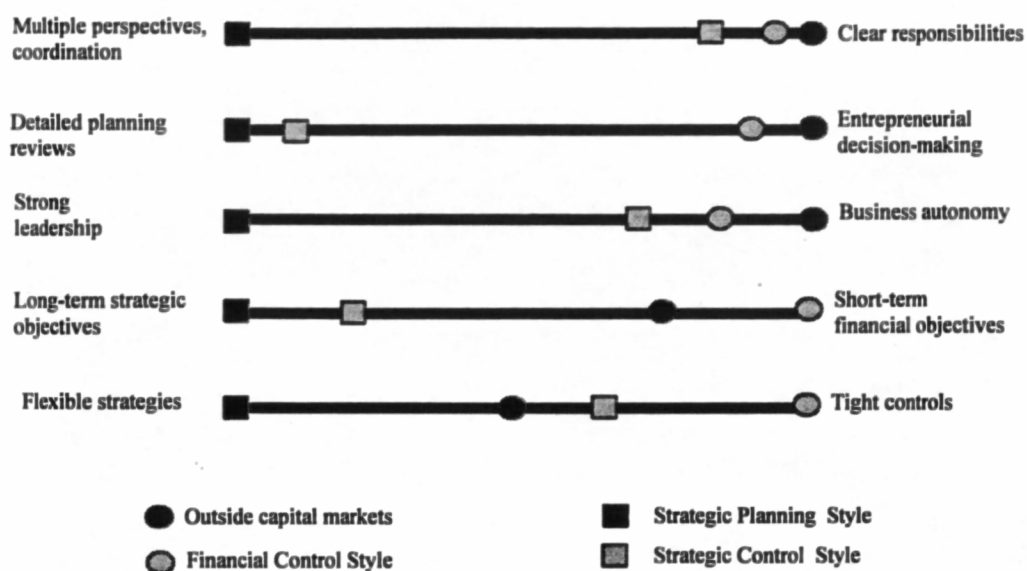 Multiple perspectives,
coordination
Clear responsibilities
Detailed planning
reviews
Entrepreneurial
decision-making
Strong
leadership
Business autonomy
Long-term strategic
objectives
Short-term
financial objectives
Flexible strategies
Tight controls
Outside capital markets
Strategic Planning Style
Financial Control Style
Strategic Control Style